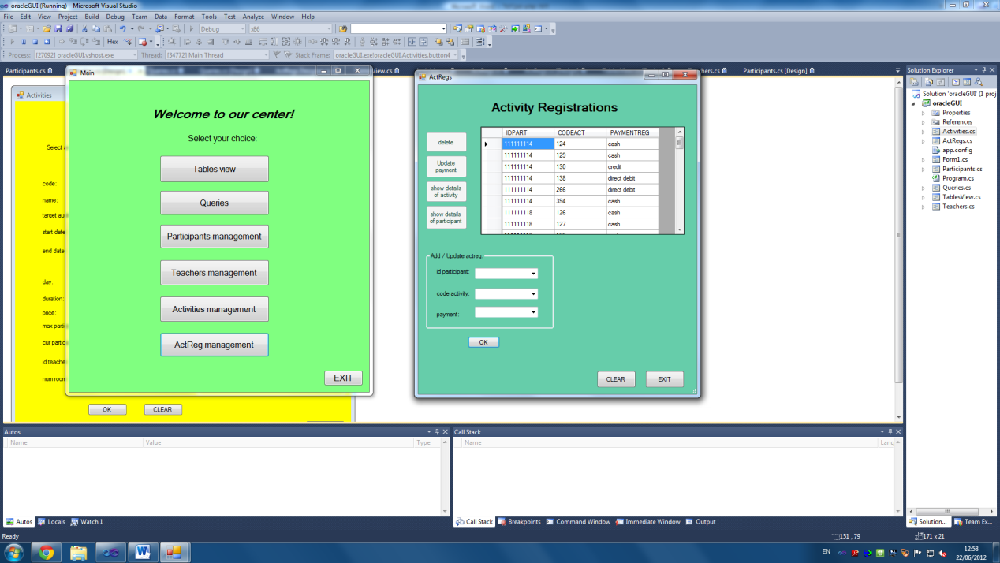 oracleGUI (Running) - Microsoft Visual Studio
File Edit View Project Build Debug Team Data Format Tools Test Analyze Window Help
Debug x86
Hex
Process: [27092] oracleGUI.vshost.exe Thread: [34772] Main Thread Stack Frame: oracleGUI.exe!oracleGUI.Activities.button4
Participants.cs View.cs Participants.cs [Design]
Activities
Select
code:
name:
target
start date
end date
day:
duration:
price:
max
cur
id teache
num room
OK CLEAR
Main
Welcome to our center!
Select your choice:
Tables view
Queries
Participants management
Teachers management
Activities management
ActReg management
EXIT
ActRegs
Activity Registrations
delete
Update
payment
show details
of activity
show details
of participant
IDPART CODEACT PAYMENTREG
111111114 124 cash
111111114 129 cash
111111114 130 credit
111111114 138 direct debit
111111114 266 direct debit
111111114 394 cash
111111118 126 cash
111111118 127 cash
Add / Update actreg:
id participant:
code activity:
payment:
OK
CLEAR EXIT
Solution Explorer
Solution 'oracleGUI' (1 proj
oracleGUI
Properties
References
Activities.cs
ActRegs.cs
app.config
Form1.cs
Participants.cs
Program.cs
Queries.cs
TablesView.cs
Teachers.cs
Solution... Team Ex...
Autos
Name Value Type
Autos Locals Watch 1
Call Stack
Name Lang
Call Stack Breakpoints Command Window Immediate Window Output
Ready 151 , 79 171 x 21
EN 12:58
22/06/2012